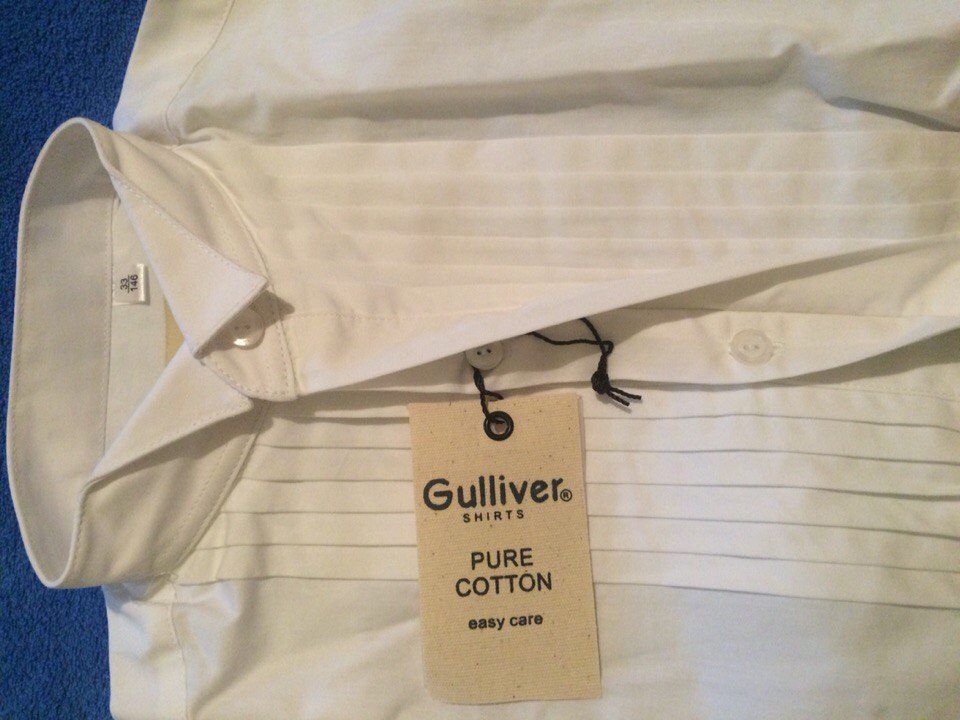 33
146
Gulliver®
SHIRTS
PURE
COTTON
easy care